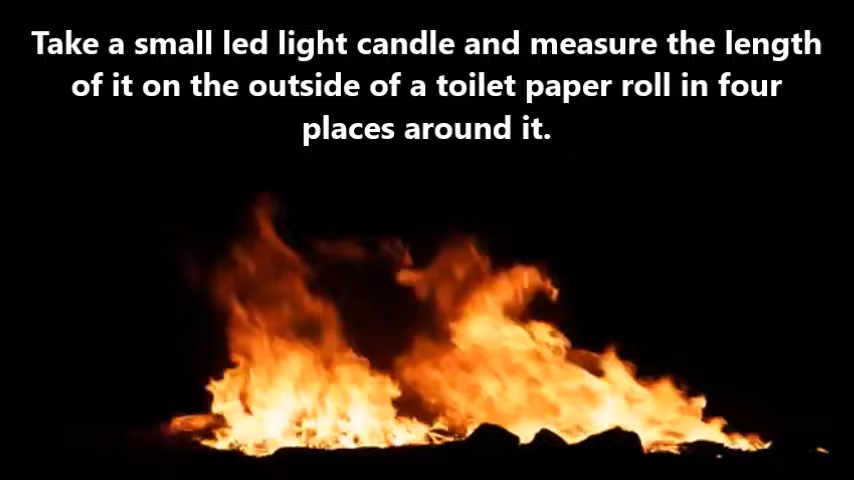 Take a small led light candle and measure the length
of it on the outside of a toilet paper roll in four
places around it.